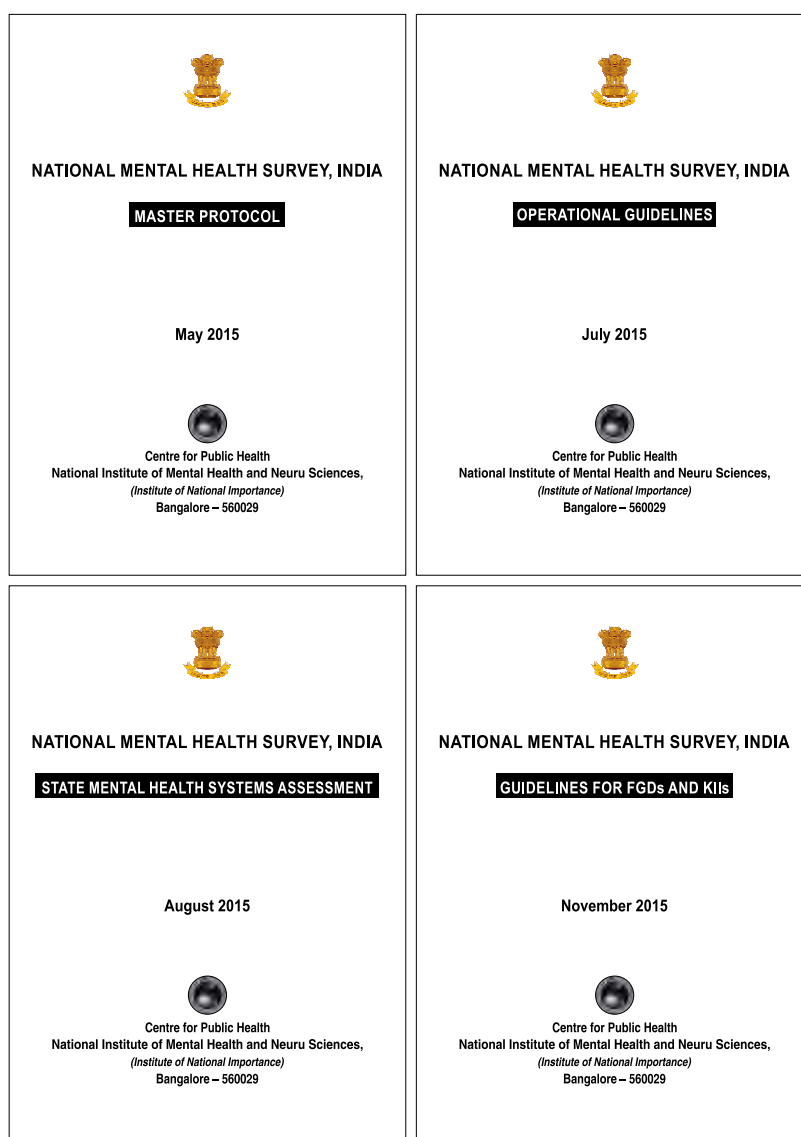 NATIONAL MENTAL HEALTH SURVEY, INDIA
MASTER PROTOCOL
May 2015
Centre for Public Health
National Institute of Mental Health and Neuru Sciences,
(Institute of National Importance)
Bangalore – 560029
NATIONAL MENTAL HEALTH SURVEY, INDIA
OPERATIONAL GUIDELINES
July 2015
Centre for Public Health
National Institute of Mental Health and Neuru Sciences,
(Institute of National Importance)
Bangalore – 560029
NATIONAL MENTAL HEALTH SURVEY, INDIA
STATE MENTAL HEALTH SYSTEMS ASSESSMENT
August 2015
Centre for Public Health
National Institute of Mental Health and Neuru Sciences,
(Institute of National Importance)
Bangalore – 560029
NATIONAL MENTAL HEALTH SURVEY, INDIA
GUIDELINES FOR FGDs AND KIIs
November 2015
Centre for Public Health
National Institute of Mental Health and Neuru Sciences,
(Institute of National Importance)
Bangalore – 560029